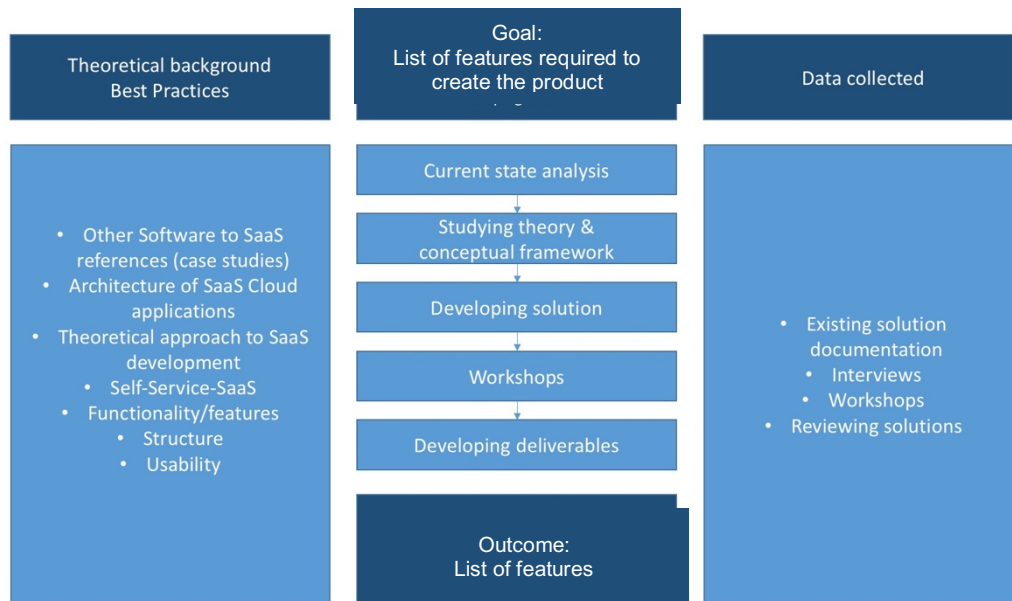 Theoretical background
Best Practices
• Other Software to SaaS
references (case studies)
• Architecture of SaaS Cloud
applications
• Theoretical approach to SaaS
development
• Self-Service-SaaS
• Functionality/features
• Structure
• Usability
Goal:
List of features required to
create the product
Current state analysis
Studying theory &
conceptual framework
Developing solution
Workshops
Developing deliverables
Outcome:
List of features
Data collected
• Existing solution
documentation
• Interviews
• Workshops
• Reviewing solutions